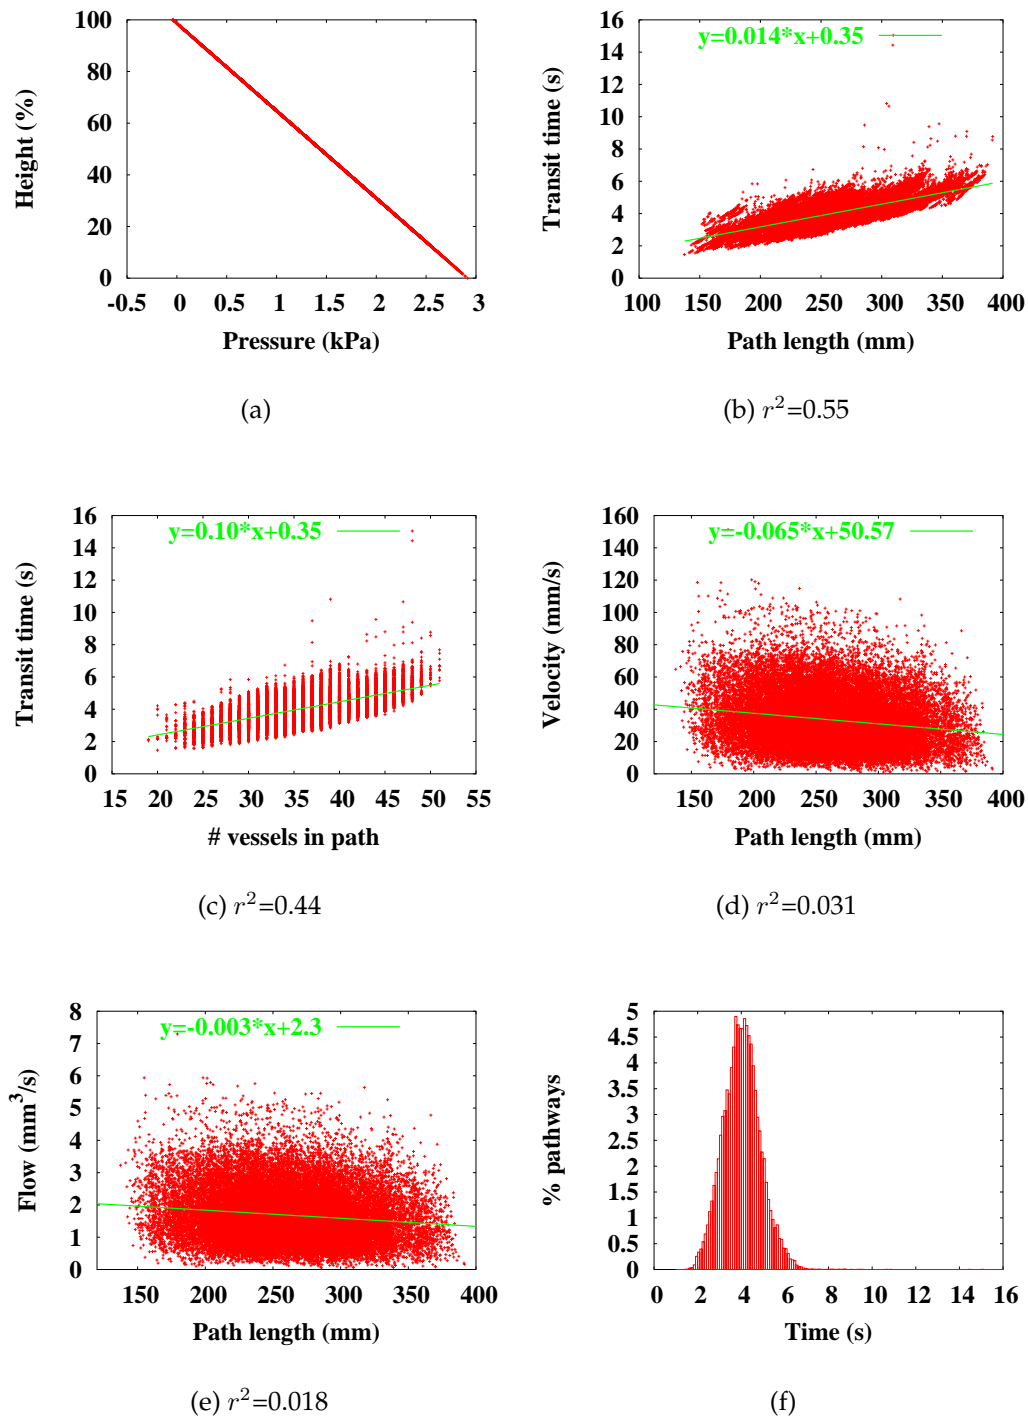 100
80
60
40
20
0
Height (%)
-0.5 0 0.5 1 1.5 2 2.5 3
Pressure (kPa)
(a)
16
14
12
10
8
6
4
2
0
Transit time (s)
y=0.014*x+0.35
100 150 200 250 300 350 400
Path length (mm)
(b) r²=0.55
16
14
12
10
8
6
4
2
0
Transit time (s)
y=0.10*x+0.35
15 20 25 30 35 40 45 50 55
# vessels in path
(c) r²=0.44
160
140
120
100
80
60
40
20
0
Velocity (mm/s)
y=-0.065*x+50.57
150 200 250 300 350 400
Path length (mm)
(d) r²=0.031
8
7
6
5
4
3
2
1
0
Flow (mm³/s)
y=-0.003*x+2.3
150 200 250 300 350 400
Path length (mm)
(e) r²=0.018
5
4.5
4
3.5
3
2.5
2
1.5
1
0.5
0
% pathways
0 2 4 6 8 10 12 14 16
Time (s)
(f)